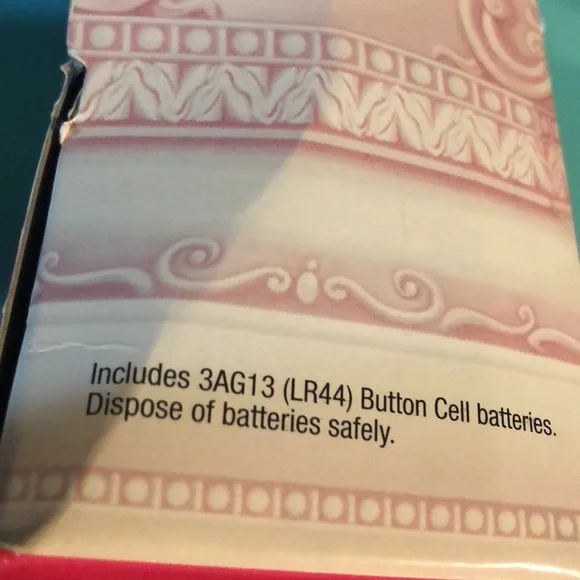 Includes 3AG13 (LR44) Button Cell batteries.
Dispose of batteries safely.